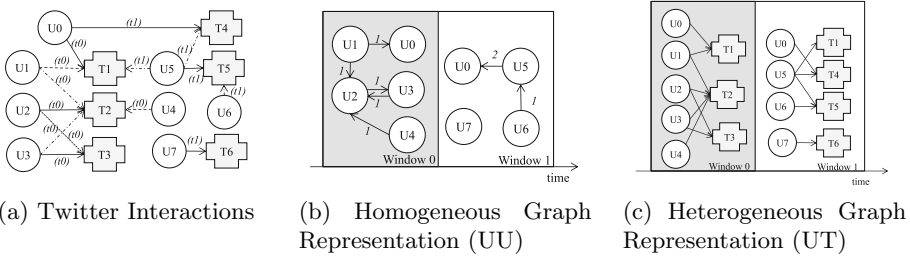 U0 (t1) T4
(t0)
U1 (t0) T1 (t1) U5 (t1) (t1) T5
(t0)
U2 (t0) T2 (t0) U4 (t1) U6
(t0) (t0)
U3 (t0) T3 U7 (t1) T6
U1 1 U0
1
U2 1 U3
1
1 U4
Window 0
U0 2 U5
1
U7 U6
Window 1
time
U0
U1
U2
U3
U4
T1
T2
T3
Window 0
U0
U5
U6
U7
T1
T4
T5
T6
Window 1
time
(a) Twitter Interactions
(b) Homogeneous Graph
Representation (UU)
(c) Heterogeneous Graph
Representation (UT)